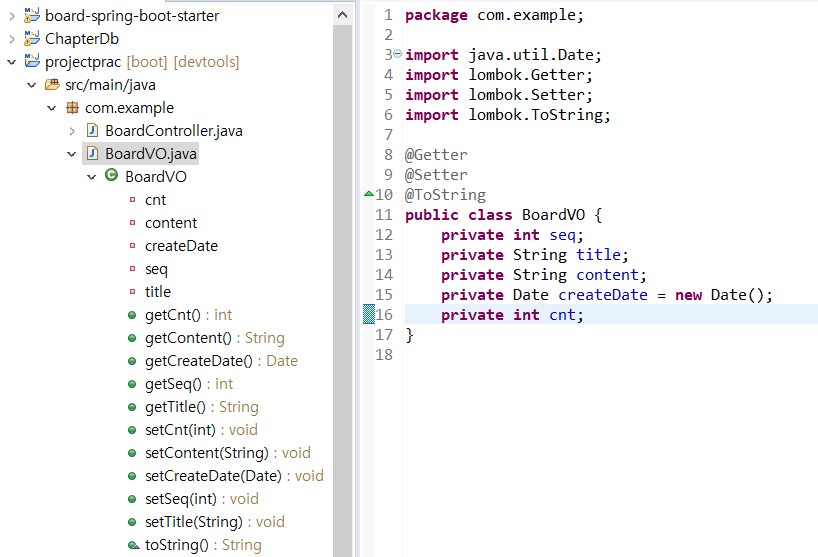 board-spring-boot-starter
ChapterDb
projectprac [boot] [devtools]
src/main/java
com.example
BoardController.java
BoardVO.java
BoardVO
cnt
content
createDate
seq
title
getCnt() : int
getContent() : String
getCreateDate() : Date
getSeq() : int
getTitle() : String
setCnt(int) : void
setContent(String) : void
setCreateDate(Date) : void
setSeq(int) : void
setTitle(String) : void
toString() : String
1 package com.example;
2
3 import java.util.Date;
4 import lombok.Getter;
5 import lombok.Setter;
6 import lombok.ToString;
7
8 @Getter
9 @Setter
10 @ToString
11 public class BoardVO {
12     private int seq;
13     private String title;
14     private String content;
15     private Date createDate = new Date();
16     private int cnt;
17 }
18